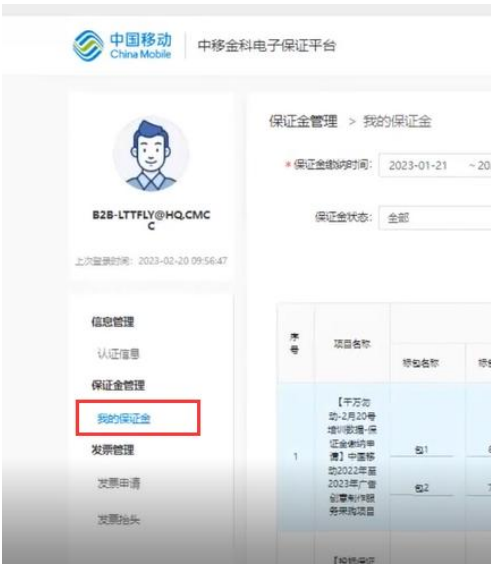 中国移动
China Mobile
中移金科电子保证平台
B2B-LTTFLY@HQ.CMC
C
上次登录时间: 2023-02-20 09:56:47
信息管理
认证信息
保证金管理
我的保证金
发票管理
发票申请
发票抬头
保证金管理 > 我的保证金
* 保证金缴纳时间: 2023-01-21 ~ 20
保证金状态: 全部
序号
项目名称
标包名称
1
【千万勿
动-2月20号
培训数据-保
证金缴纳申
请】中国移
动2022年至
2023年广告
创意制作服
务采购项目
包1
包2